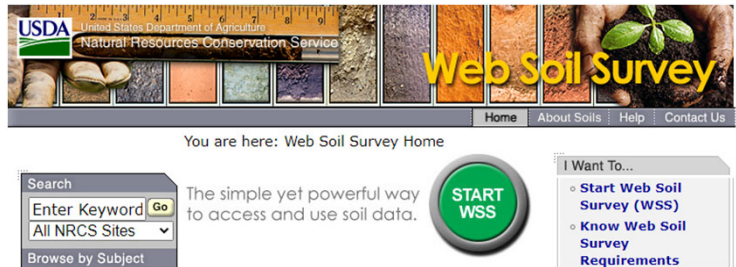 USDA
United States Department of Agriculture
Natural Resources Conservation Service
Web Soil Survey
Home About Soils Help Contact Us
You are here: Web Soil Survey Home
Search
Enter Keyword Go
All NRCS Sites
Browse by Subject
The simple yet powerful way
to access and use soil data.
START
WSS
I Want To...
Start Web Soil
Survey (WSS)
Know Web Soil
Survey
Requirements